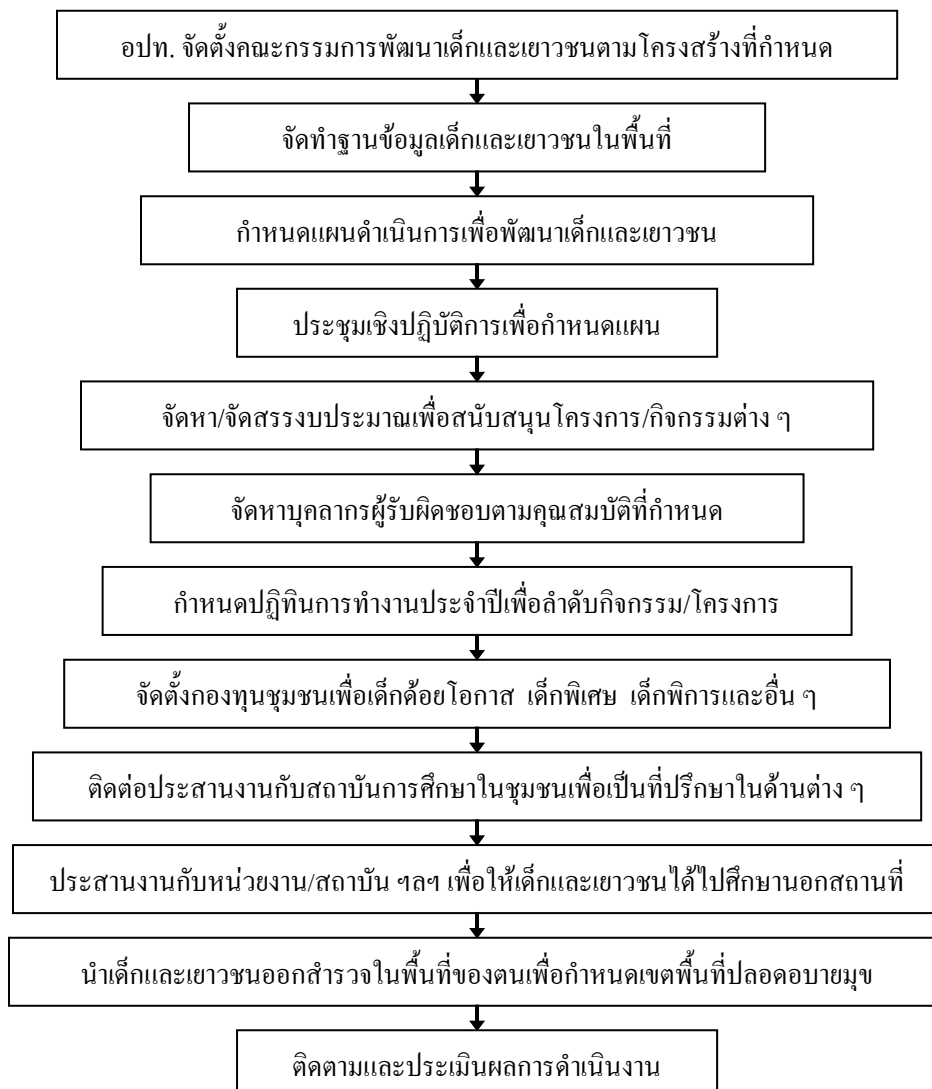 อปท. จัดตั้งคณะกรรมการพัฒนาเด็กและเยาวชนตามโครงสร้างที่กำหนด
จัดทำฐานข้อมูลเด็กและเยาวชนในพื้นที่
กำหนดแผนดำเนินการเพื่อพัฒนาเด็กและเยาวชน
ประชุมเชิงปฏิบัติการเพื่อกำหนดแผน
จัดหา/จัดสรรงบประมาณเพื่อสนับสนุนโครงการ/กิจกรรมต่าง ๆ
จัดหาบุคลากรผู้รับผิดชอบตามคุณสมบัติที่กำหนด
กำหนดปฏิทินการทำงานประจำปีเพื่อลำดับกิจกรรม/โครงการ
จัดตั้งกองทุนชุมชนเพื่อเด็กด้อยโอกาส เด็กพิเศษ เด็กพิการและอื่น ๆ
ติดต่อประสานงานกับสถาบันการศึกษาในชุมชนเพื่อเป็นที่ปรึกษาในด้านต่าง ๆ
ประสานงานกับหน่วยงาน/สถาบัน ฯลฯ เพื่อให้เด็กและเยาวชนได้ไปศึกษานอกสถานที่
นำเด็กและเยาวชนออกสำรวจในพื้นที่ของตนเพื่อกำหนดเขตพื้นที่ปลอดอบายมุข
ติดตามและประเมินผลการดำเนินงาน